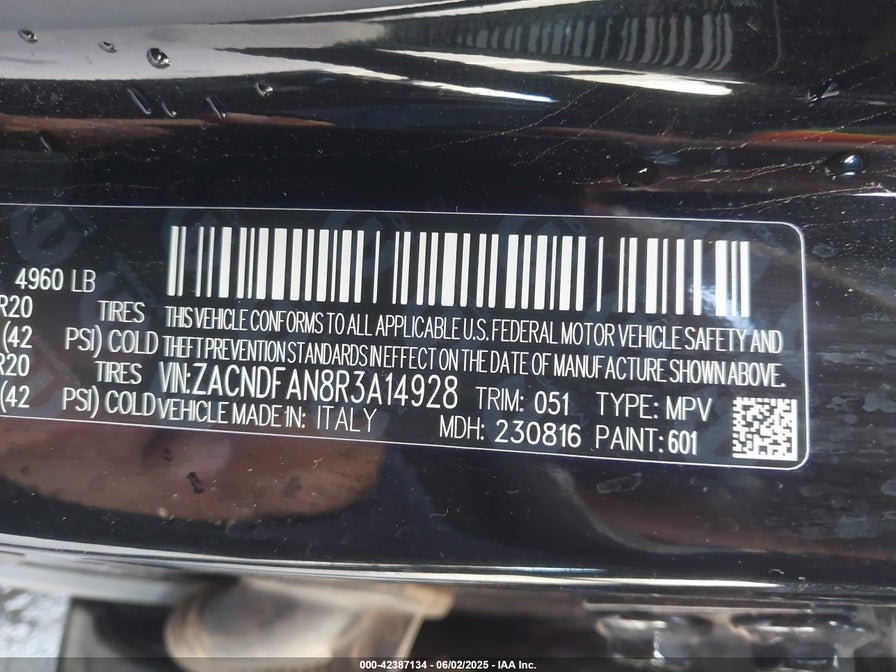 4960 LB
R20 TIRES
(42 PSI) COLD
R20 TIRES
(42 PSI) COLD
THIS VEHICLE CONFORMS TO ALL APPLICABLE U.S. FEDERAL MOTOR VEHICLE SAFETY AND
THEFT PREVENTION STANDARDS IN EFFECT ON THE DATE OF MANUFACTURE SHOWN ABOVE.
VIN: ZACNDFAN8R3A14928 TRIM: 051 TYPE: MPV
VEHICLE MADE IN: ITALY MDH: 230816 PAINT: 601
000-42387134 - 06/02/2025 - IAA Inc.